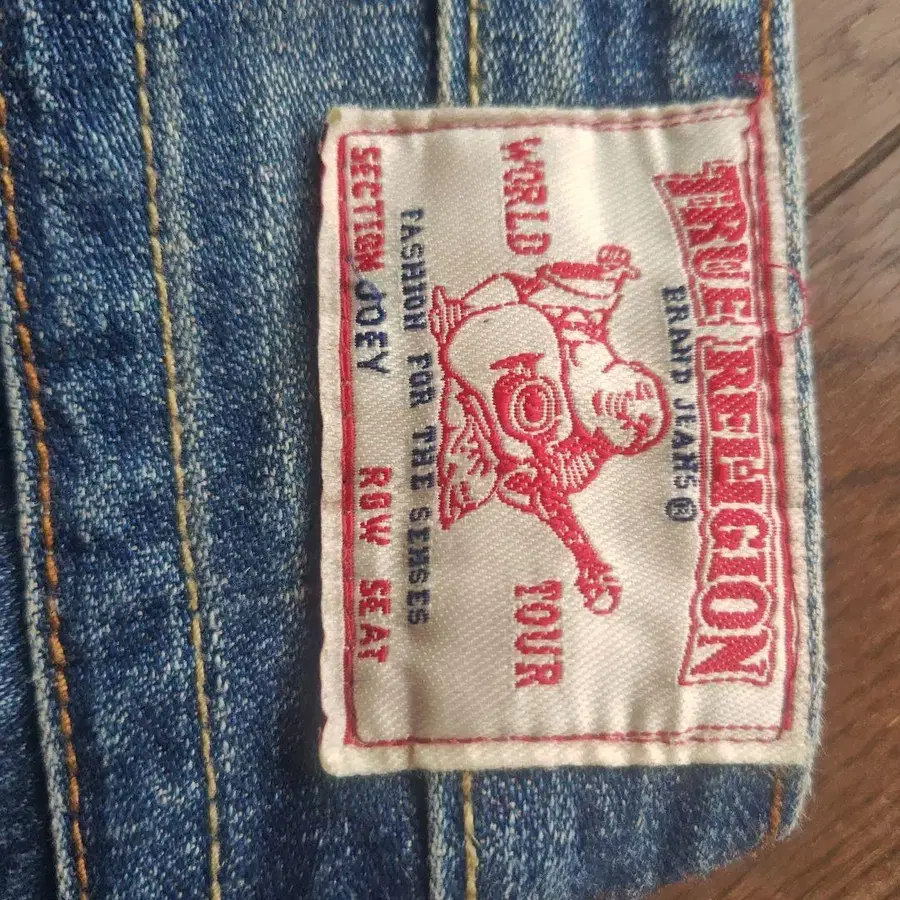 TRUE RELIGION
BRAND JEANS ®
WORLD TOUR
FASHION FOR THE SENSES
SECTION JOEY ROW SEAT